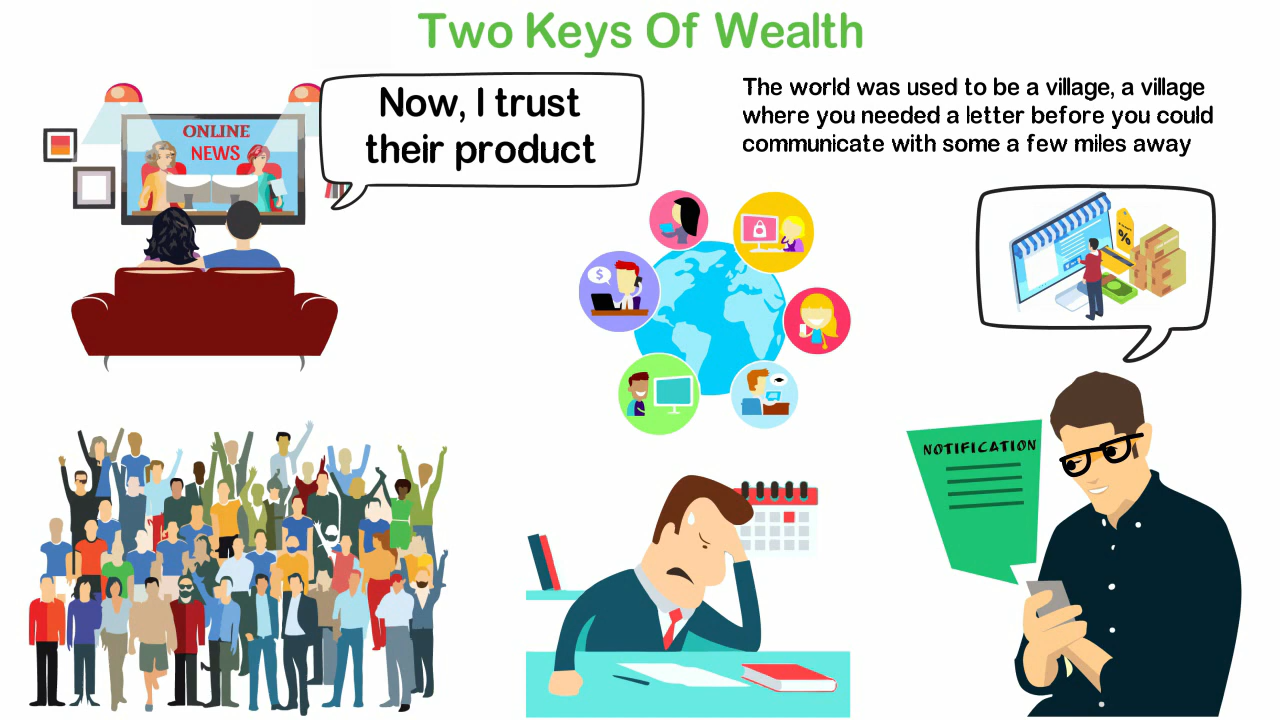 Two Keys Of Wealth
ONLINE
NEWS
Now, I trust
their product
The world was used to be a village, a village
where you needed a letter before you could
communicate with some a few miles away
$
%
NOTIFICATION